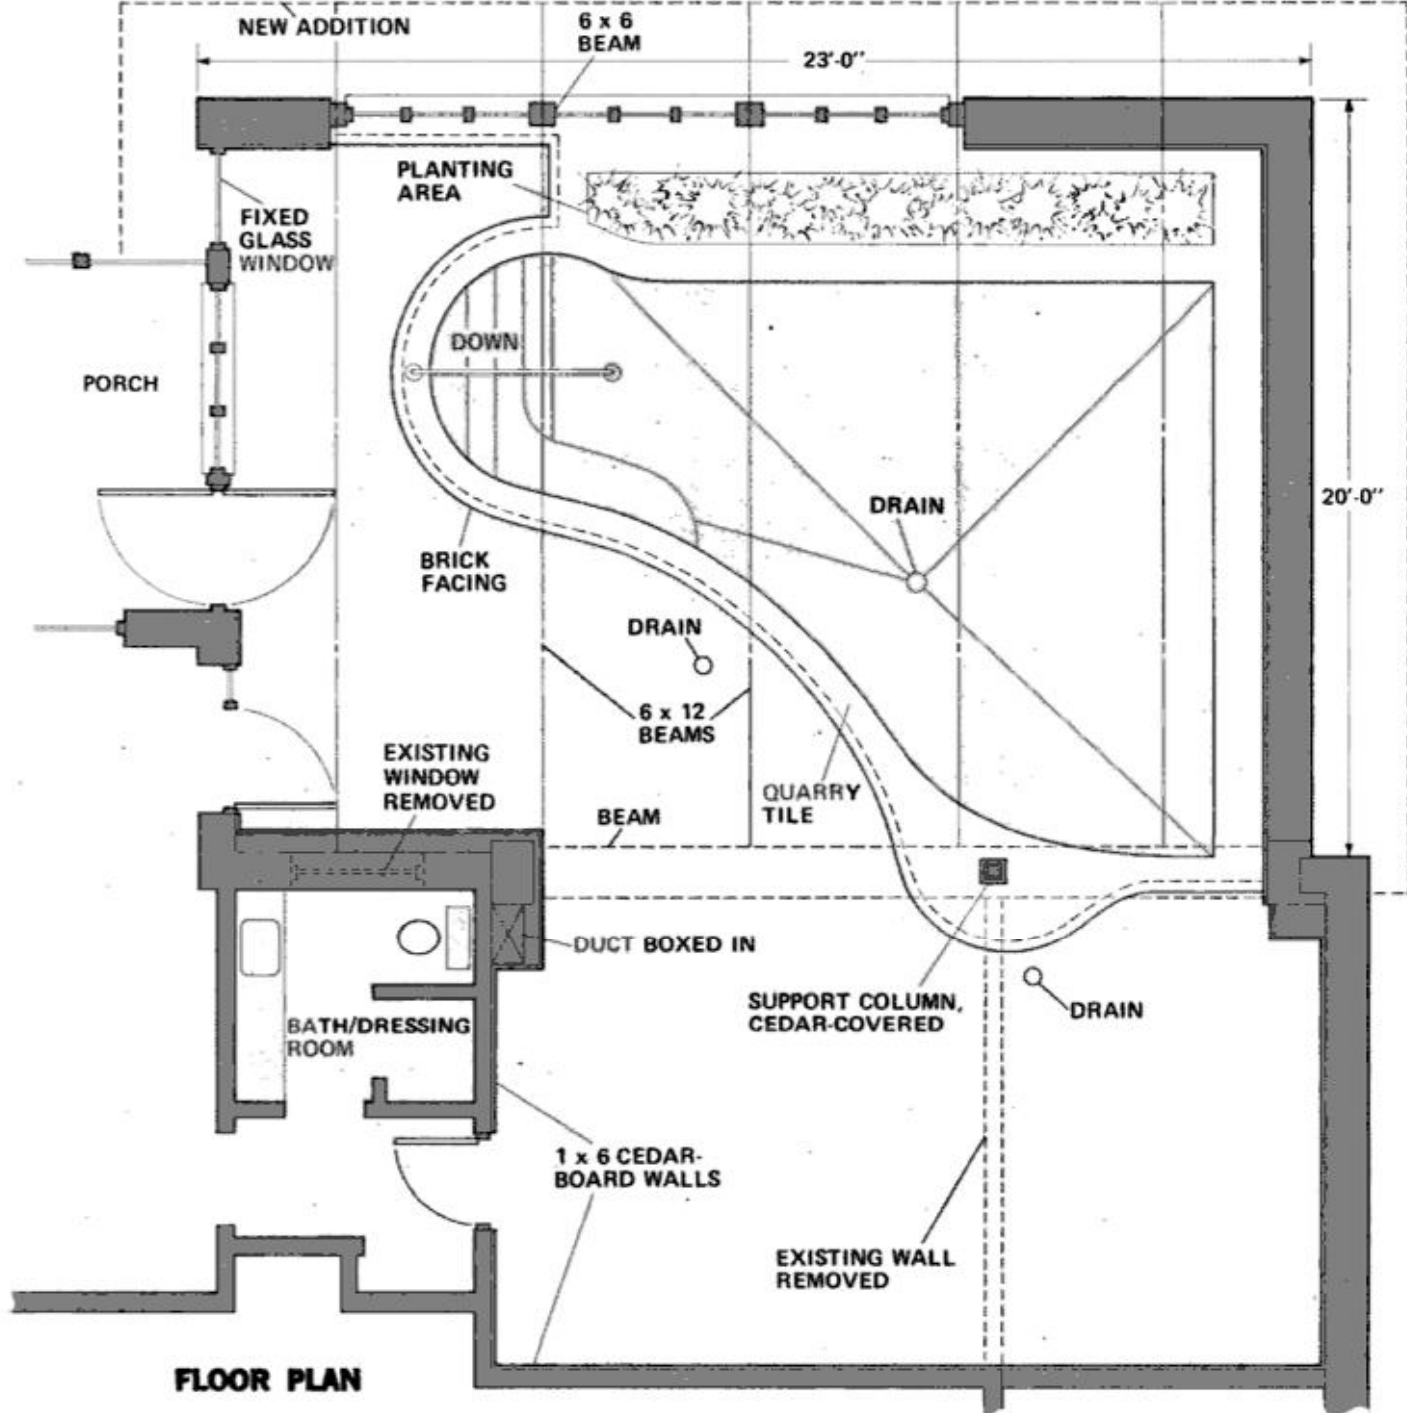 NEW ADDITION
6 x 6
BEAM
23'-0"
PLANTING
AREA
FIXED
GLASS
WINDOW
DOWN
PORCH
20'-0"
DRAIN
BRICK
FACING
DRAIN
6 x 12
BEAMS
EXISTING
WINDOW
REMOVED
QUARRY
TILE
BEAM
DUCT BOXED IN
SUPPORT COLUMN,
CEDAR-COVERED
DRAIN
BATH/DRESSING
ROOM
1 x 6 CEDAR-
BOARD WALLS
EXISTING WALL
REMOVED
FLOOR PLAN